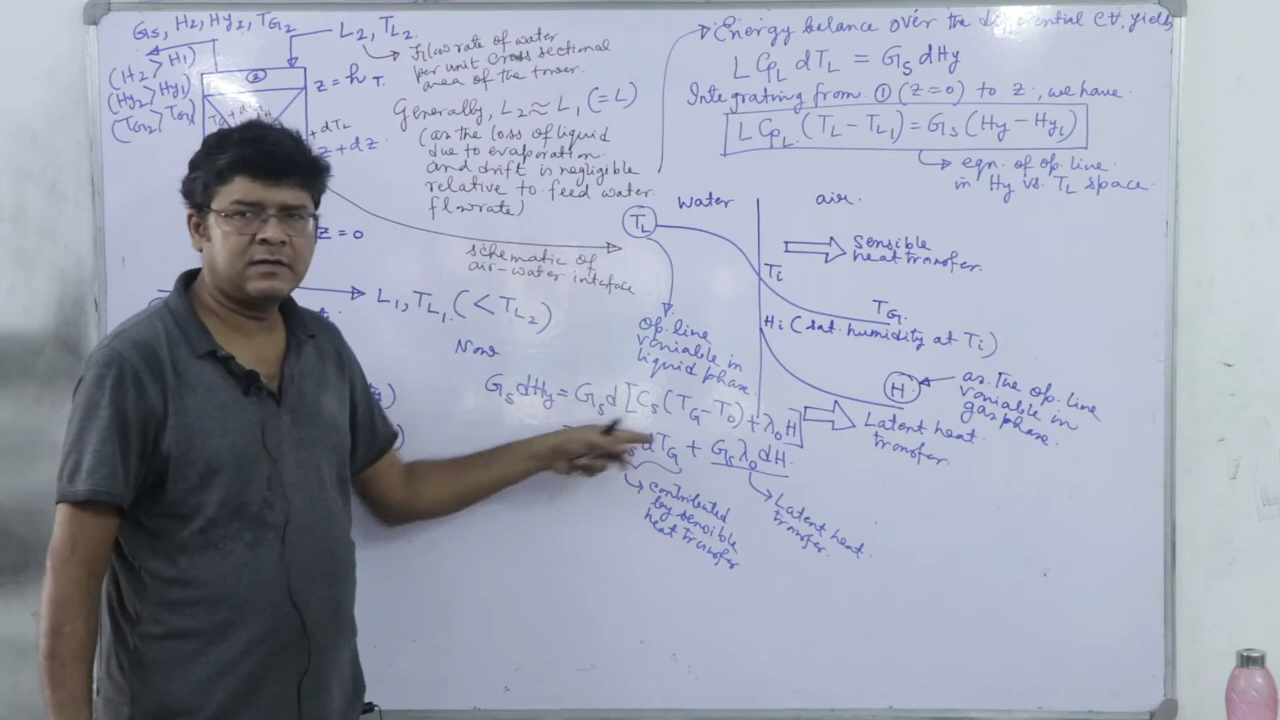 Gs, H2, Hy2, TG2
L2, TL2.
(H2 > H1)
(Hy2 > Hy1)
(TG2 > TG1)
②
z = hT.
→ Flow rate of water
per unit cross sectional
area of the tower.
Generally, L2 ≈ L1 (= L)
(as the loss of liquid
due to evaporation
and drift is negligible
relative to feed water
flowrate)
+ dTL
z + dz
z = 0
schematic of
air-water interface
L1, TL1 (< TL2)
Energy balance over the differential CV. yields
L CpL dTL = Gs dHy
Integrating from ① (z=0) to z, we have
L CpL (TL - TL1) = Gs (Hy - Hy1)
→ eqn. of op. line
in Hy vs. TL space.
water
air.
TL
Sensible
heat transfer.
Ti
TG
Hi (sat. humidity at Ti)
op. line
variable in
liquid phase
H
as the op. line
variable in
gas phase.
Latent heat
transfer.
Now
Gs dHy = Gs d [Cs (TG - T0) + λ0 H]
dTG + Gs λ0 dH.
→ contributed
by sensible
heat transfer
→ Latent heat
transfer.